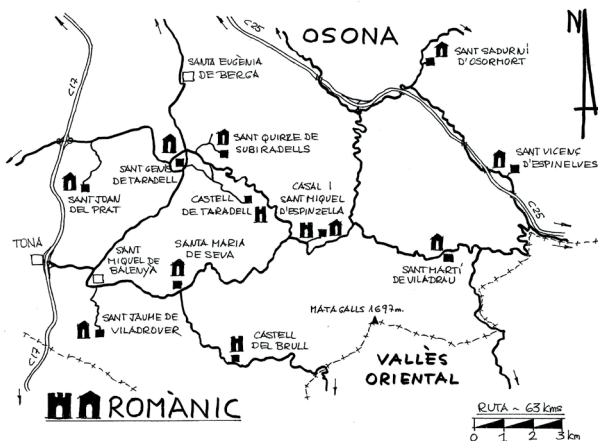 C25
OSONA
N
SANT SADURNÍ
D'OSORMORT
SANTA EUGÈNIA
DE BERGA
C17
SANT QUIRZE DE
SUBIRADELLS
SANT VICENÇ
D'ESPINELVES
SANT GENÍS
DE TARADELL
SANT JOAN
DEL PRAT
CASTELL
DE TARADELL
CASAL I
SANT MIQUEL
D'ESPINZELLA
C25
TONA
SANT
MIQUEL DE
BALENYÀ
SANTA MARIA
DE SEVA
SANT MARTÍ
DE VILADRAU
MATAGALLS 1697m.
SANT JAUME DE
VILADROVER
CASTELL
DEL BRULL
C17
VALLÈS
ORIENTAL
ROMÀNIC
RUTA ~ 63 kms
0 1 2 3 km